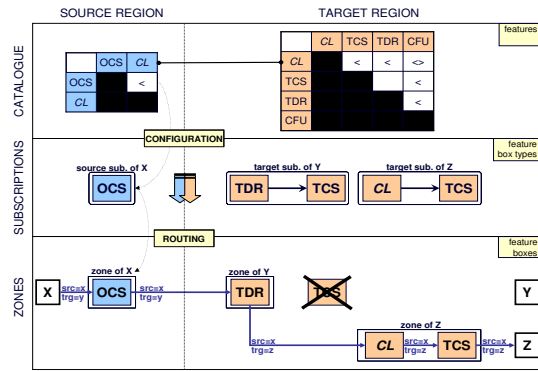 SOURCE REGION
TARGET REGION
features
CATALOGUE
OCS CL
OCS <
CL
CL TCS TDR CFU
CL < < <>
TCS <
TDR <
CFU
CONFIGURATION
SUBSCRIPTIONS
feature
box types
source sub. of X
OCS
target sub. of Y
TDR TCS
target sub. of Z
CL TCS
ROUTING
feature
boxes
ZONES
zone of X
zone of Y
X
src=x
trg=y
OCS
src=x
trg=y
TDR
TCS
Y
zone of Z
src=x
trg=z
CL
src=x
trg=z
TCS
src=x
trg=z
Z